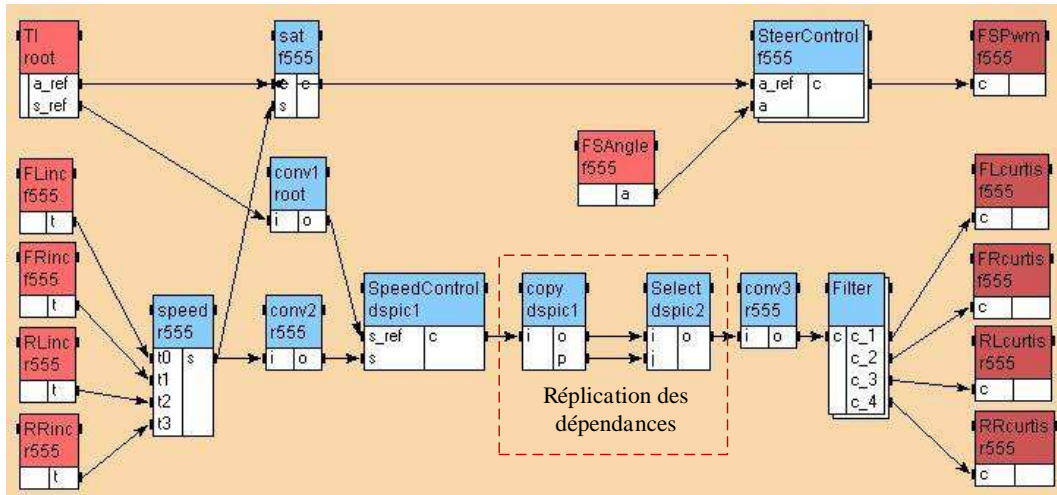 TI
root
a_ref
s_ref
sat
f555
e e
s
SteerControl
f555
a_ref c
a
FSPwm
f555
c
FSAngle
f555
a
FLinc
f555
t
conv1
root
i o
FLcurtis
f555
c
FRinc
f555
t
FRcurtis
f555
c
speed
r555
t0 s
t1
t2
t3
conv2
r555
i o
SpeedControl
dspic1
s_ref c
s
copy
dspic1
i o
p
Select
dspic2
i o
j
conv3
r555
i o
Filter
c c_1
c_2
c_3
c_4
RLinc
r555
t
RLcurtis
r555
c
Réplication des
dépendances
RRinc
r555
t
RRcurtis
r555
c